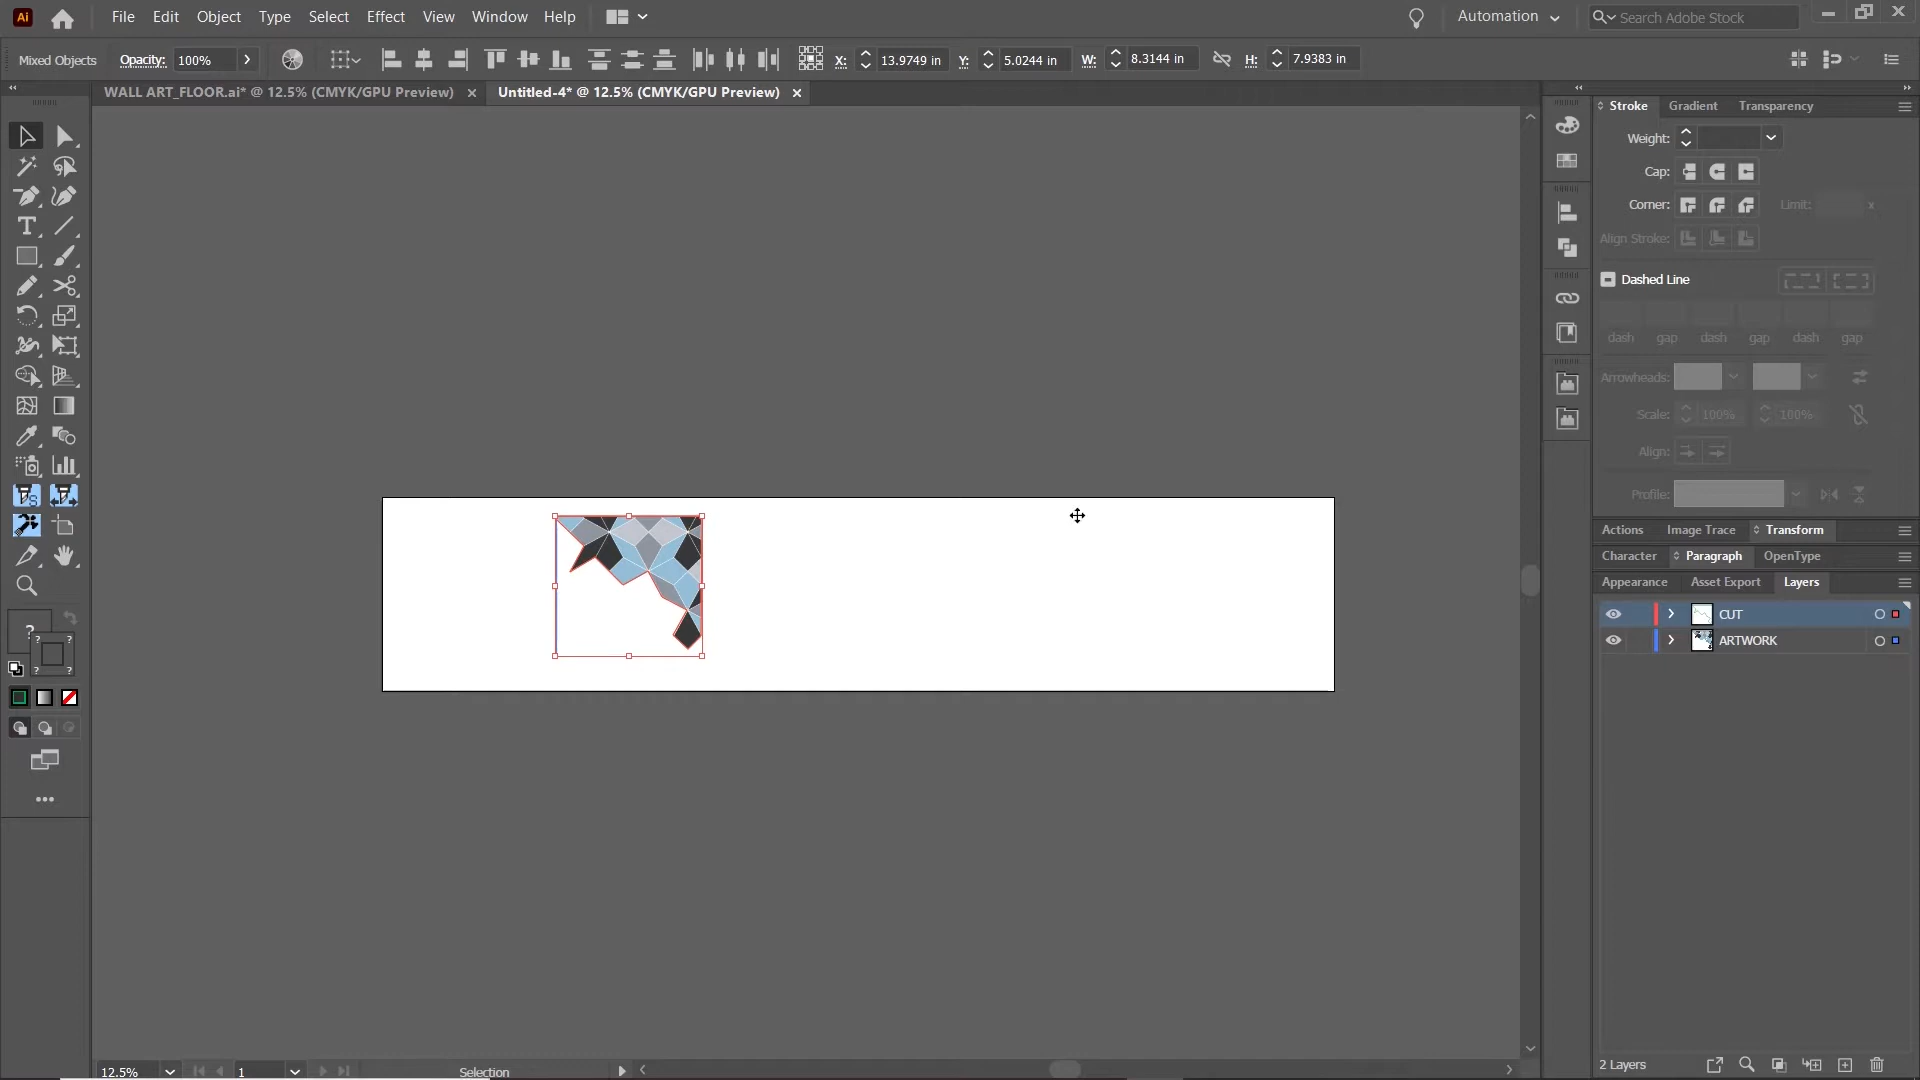 Ai File Edit Object Type Select Effect View Window Help Automation Search Adobe Stock
Mixed Objects Opacity: 100% X: 13.9749 in Y: 5.0244 in W: 8.3144 in H: 7.9383 in
WALL ART_FLOOR.ai* @ 12.5% (CMYK/GPU Preview) Untitled-4* @ 12.5% (CMYK/GPU Preview)
Stroke Gradient Transparency
Weight:
Cap:
Corner: Limit: x
Align Stroke:
Dashed Line
dash gap dash gap dash gap
Arrowheads:
Scale: 100% 100%
Align:
Profile:
Actions Image Trace Transform
Character Paragraph OpenType
Appearance Asset Export Layers
CUT
ARTWORK
2 Layers
12.5% 1 Selection